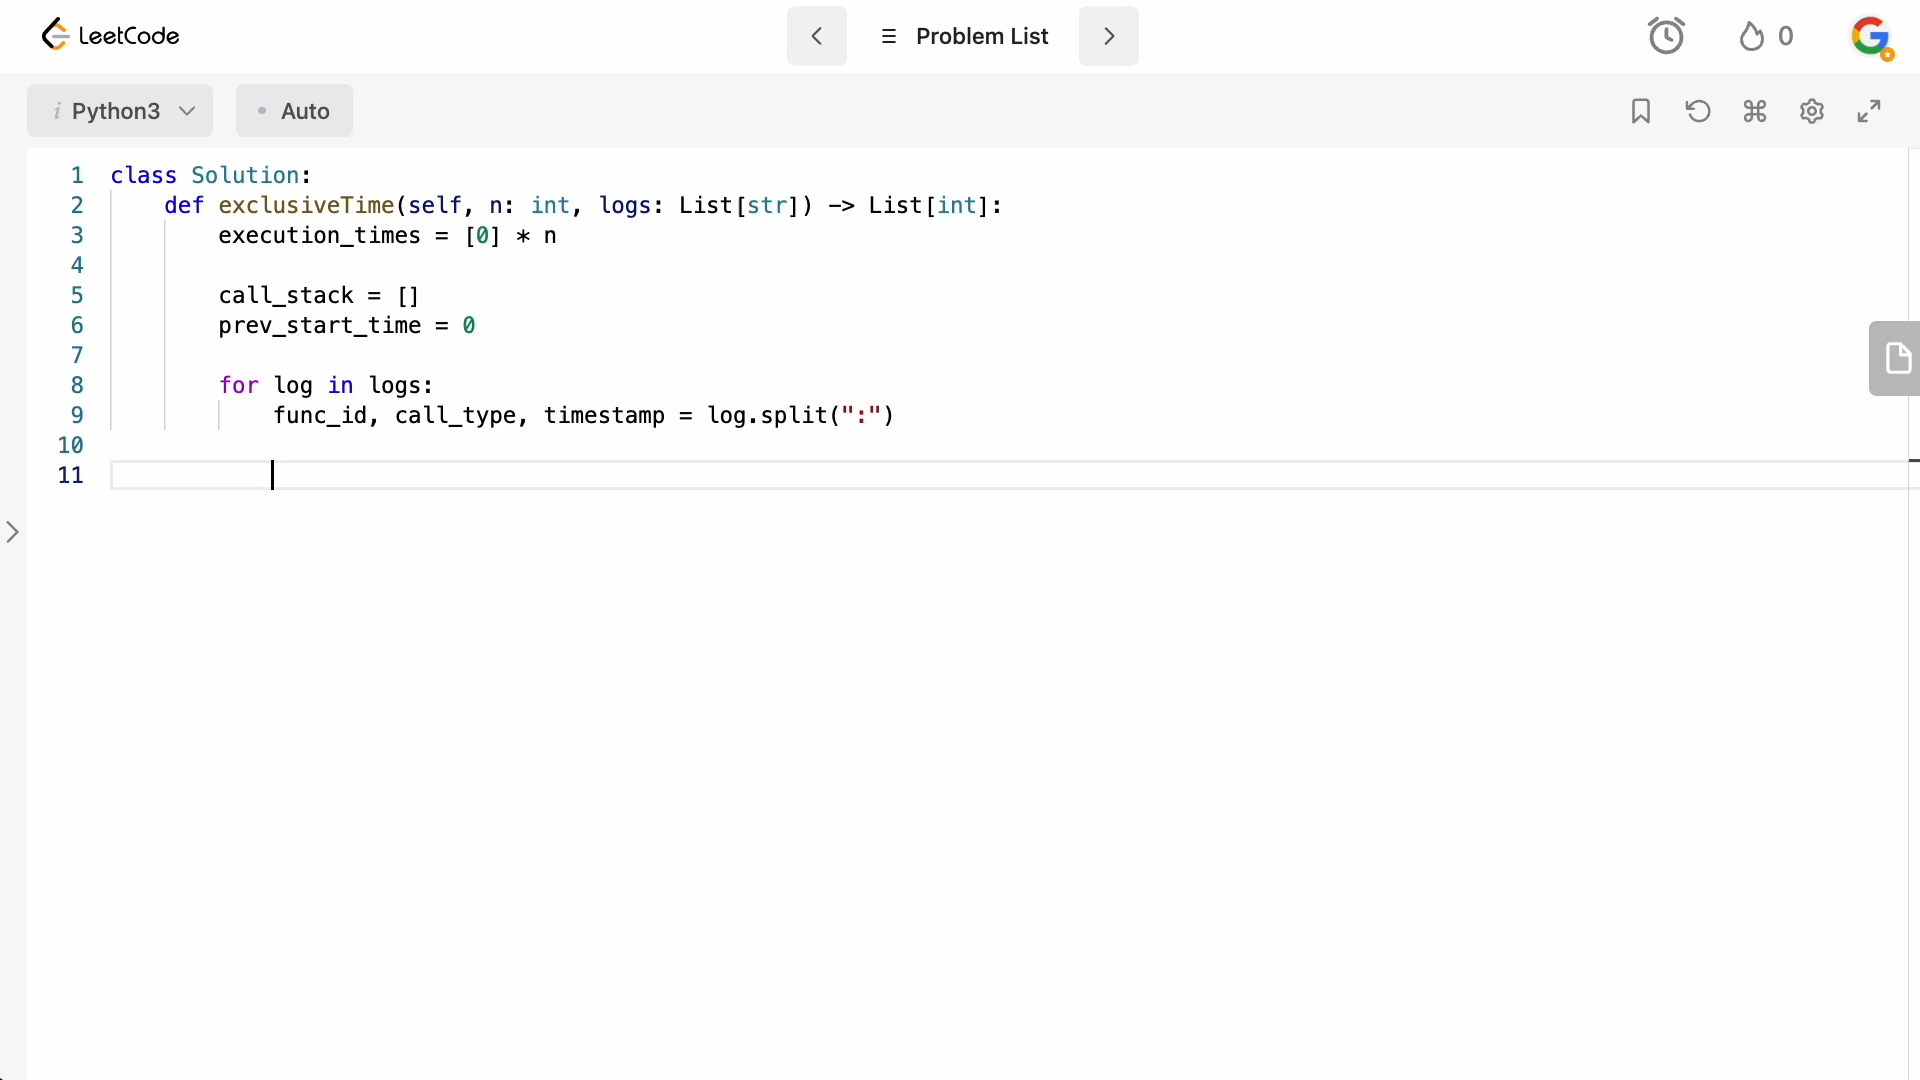 LeetCode
Problem List
0
i Python3
Auto
1 class Solution:
2     def exclusiveTime(self, n: int, logs: List[str]) -> List[int]:
3         execution_times = [0] * n
4
5         call_stack = []
6         prev_start_time = 0
7
8         for log in logs:
9             func_id, call_type, timestamp = log.split(":")
10
11